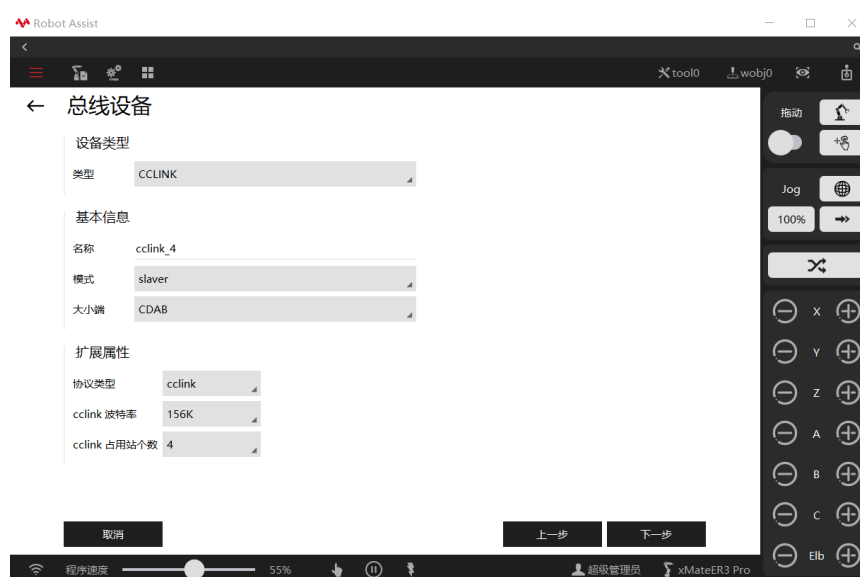 Robot Assist
tool0 wobj0
总线设备
设备类型
类型 CCLINK
基本信息
名称 cclink_4
模式 slaver
大小端 CDAB
扩展属性
协议类型 cclink
cclink 波特率 156K
cclink 占用站个数 4
取消 上一步 下一步
程序速度 55% 超级管理员 xMateER3 Pro
拖动
Jog
100%
X
Y
Z
A
B
C
Elb